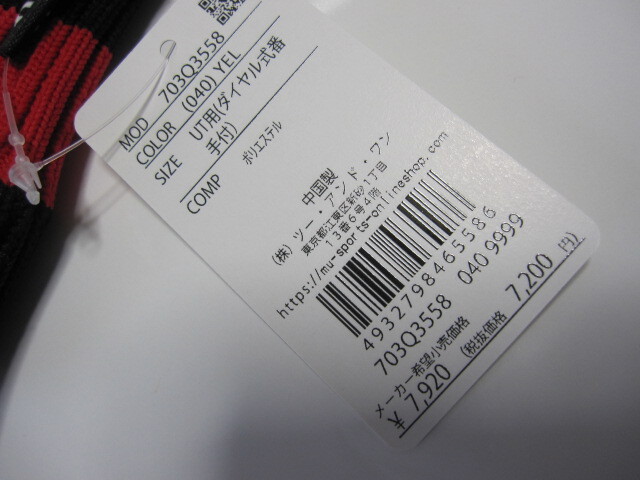 MOD 703Q3558
COLOR (040) YEL
SIZE UT用(ダイヤル式番
手付)
COMP ポリエステル
中国製
(株) ツー・アンド・ワン
東京都江東区新砂1丁目
13番6号4階
https://mu-sports-onlineshop.com
4932798465586
703Q3558 040 9999
メーカー希望小売価格
¥ 7,920 (税抜価格 7,200 円)